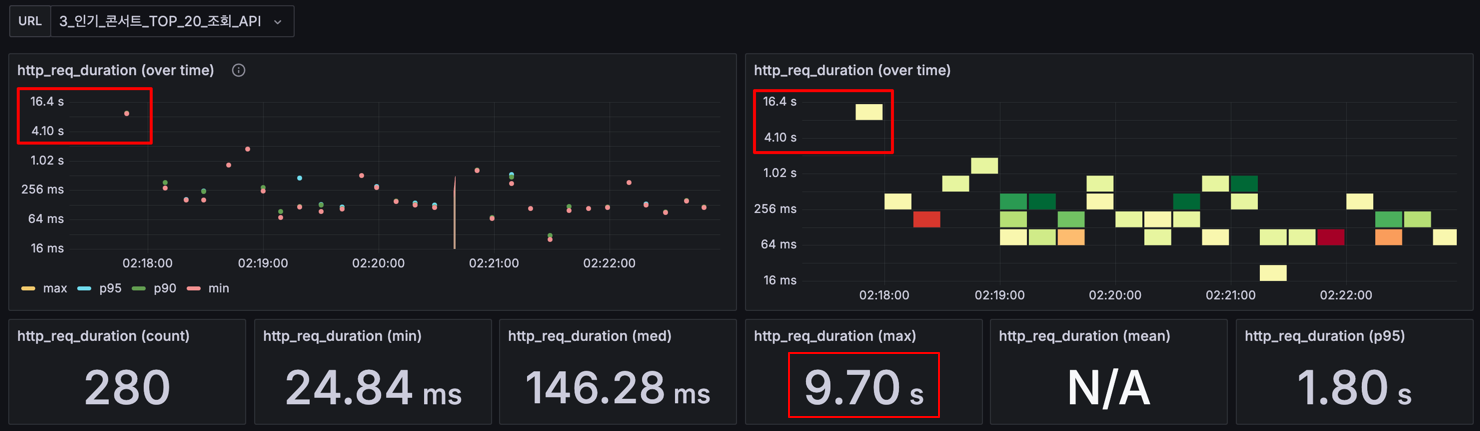 URL 3_인기_콘서트_TOP_20_조회_API
http_req_duration (over time)
16.4 s
4.10 s
1.02 s
256 ms
64 ms
16 ms
02:18:00 02:19:00 02:20:00 02:21:00 02:22:00
max p95 p90 min
http_req_duration (over time)
16.4 s
4.10 s
1.02 s
256 ms
64 ms
16 ms
02:18:00 02:19:00 02:20:00 02:21:00 02:22:00
http_req_duration (count)
280
http_req_duration (min)
24.84 ms
http_req_duration (med)
146.28 ms
http_req_duration (max)
9.70 s
http_req_duration (mean)
N/A
http_req_duration (p95)
1.80 s